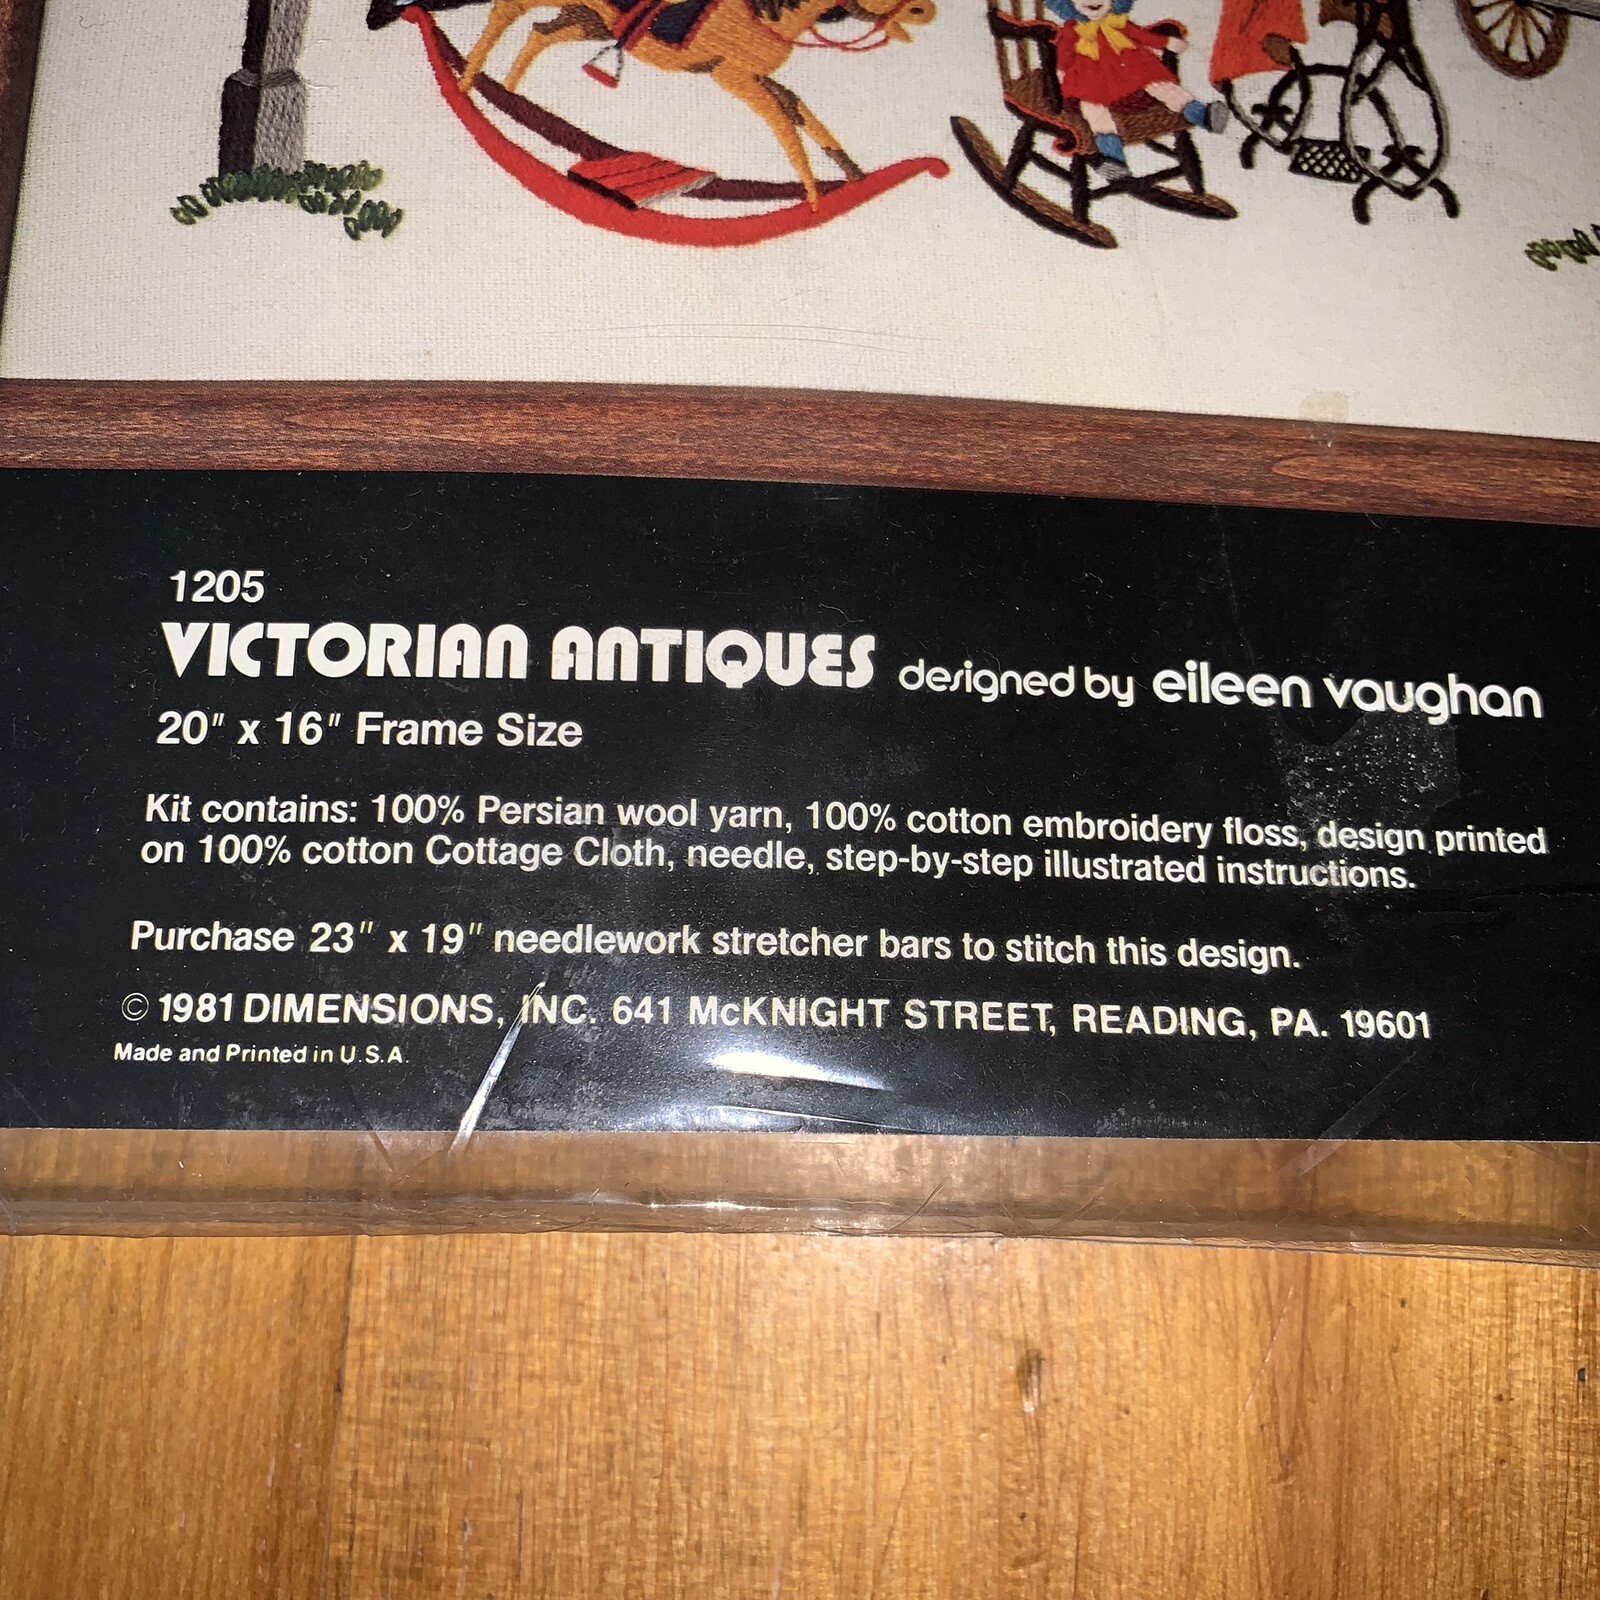 1205
VICTORIAN ANTIQUES designed by eileen vaughan
20" x 16" Frame Size
Kit contains: 100% Persian wool yarn, 100% cotton embroidery floss, design printed
on 100% cotton Cottage Cloth, needle, step-by-step illustrated instructions.
Purchase 23" x 19" needlework stretcher bars to stitch this design.
© 1981 DIMENSIONS, INC. 641 McKNIGHT STREET, READING, PA. 19601
Made and Printed in U.S.A.